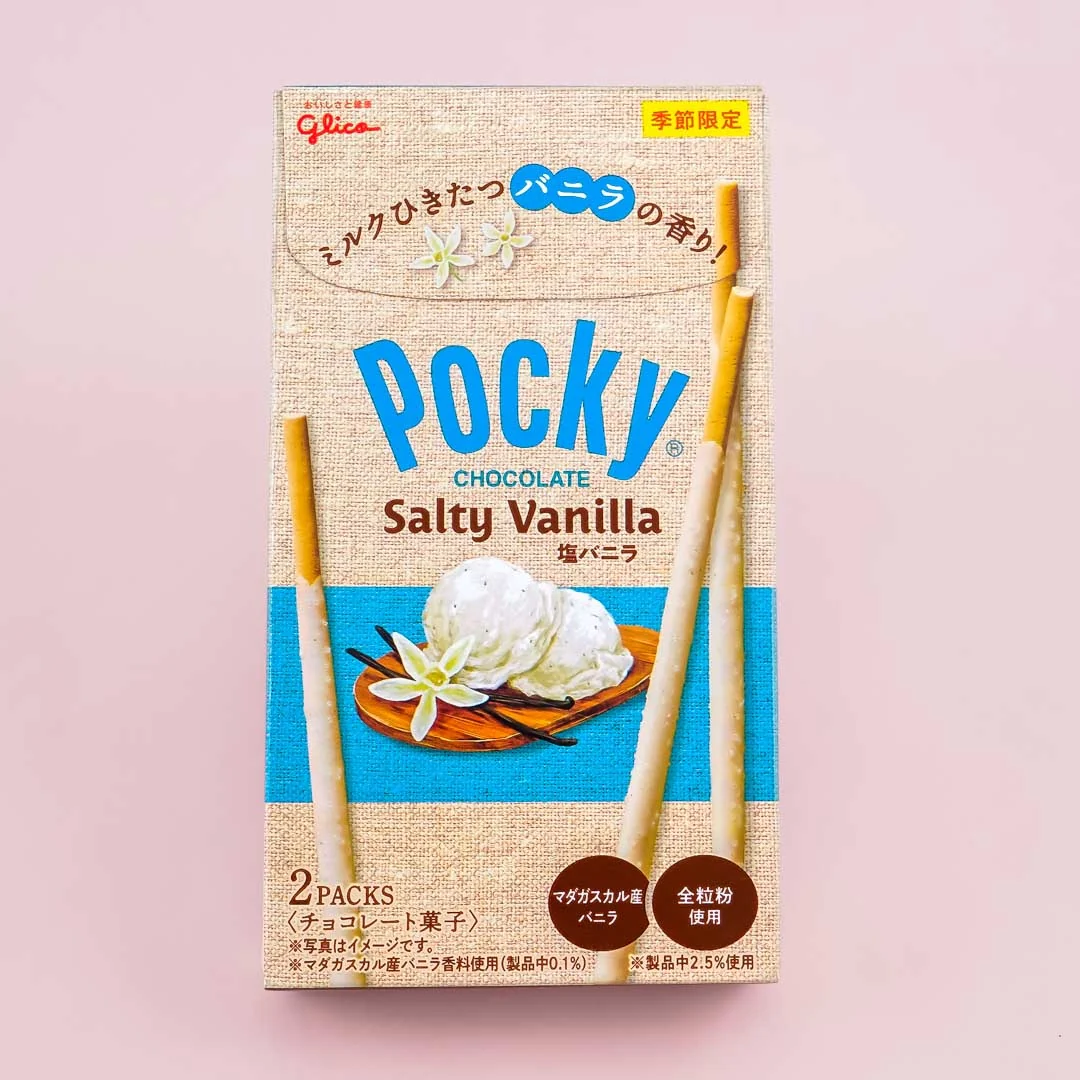 おいしさと健康
glico
季節限定
ミルクひきたつバニラの香り!
Pocky®
CHOCOLATE
Salty Vanilla
塩バニラ
マダガスカル産
バニラ
全粒粉
使用
2PACKS
〈チョコレート菓子〉
※写真はイメージです。
※マダガスカル産バニラ香料使用(製品中0.1%)
※製品中2.5%使用